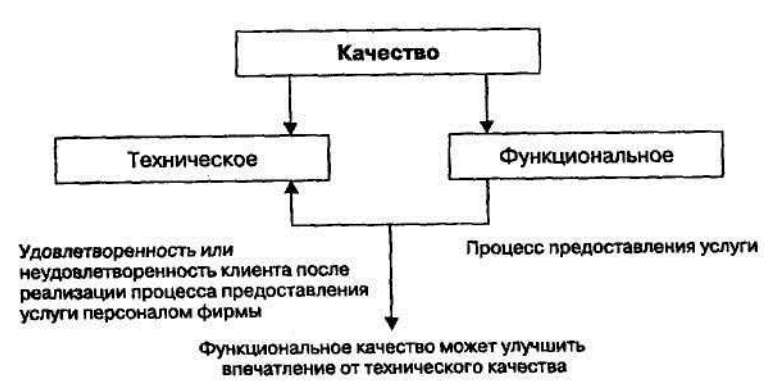 Качество
Техническое
Функциональное
Удовлетворенность или
неудовлетворенность клиента после
реализации процесса предоставления
услуги персоналом фирмы
Процесс предоставления услуги
Функциональное качество может улучшить
впечатление от технического качества